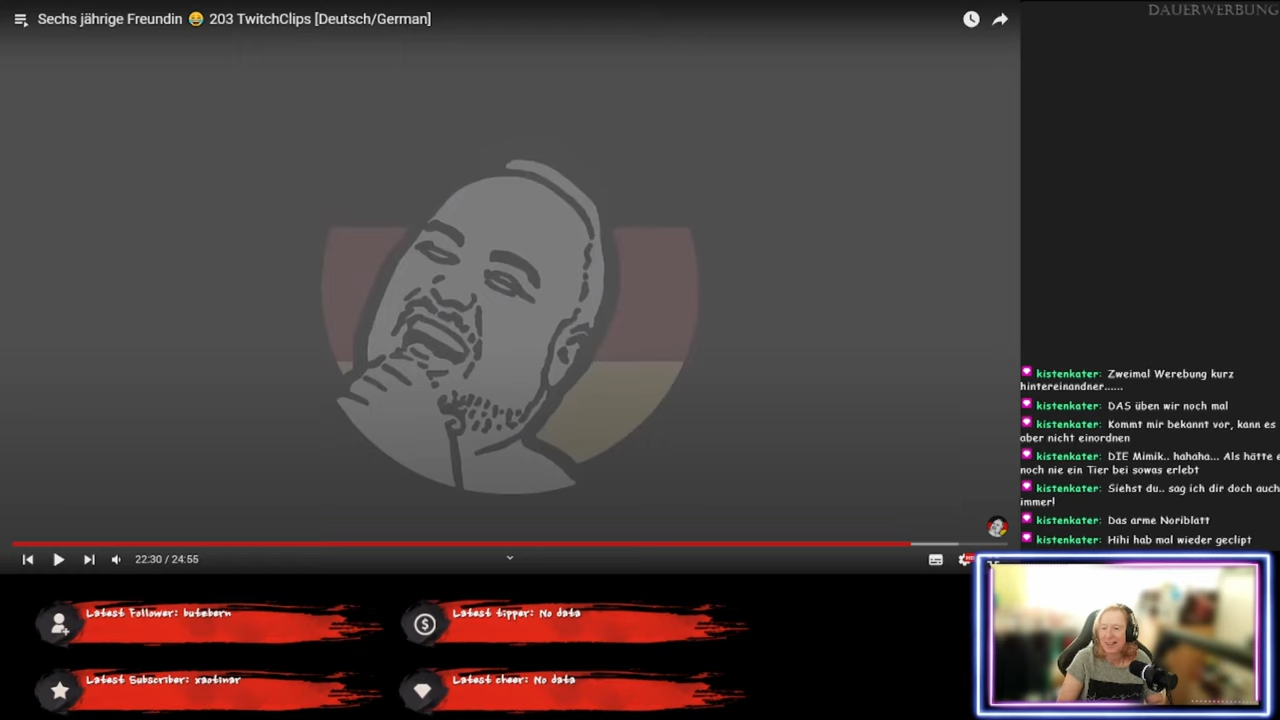 Sechs jährige Freundin 😂 203 TwitchClips [Deutsch/German]
DAUERWERBUNG
kistenkater: Zweimal Werebung kurz
hintereinandner......
kistenkater: DAS üben wir noch mal
kistenkater: Kommt mir bekannt vor, kann es
aber nicht einordnen
kistenkater: DIE Mimik.. hahaha... Als hätte e
noch nie ein Tier bei sowas erlebt
kistenkater: Siehst du.. sag ich dir doch auch
immer!
kistenkater: Das arme Noriblatt
kistenkater: Hihi hab mal wieder geclipt
22:30 / 24:55
Latest Follower: butebern
Latest tipper: No data
Latest Subscriber: xaotinar
Latest cheer: No data